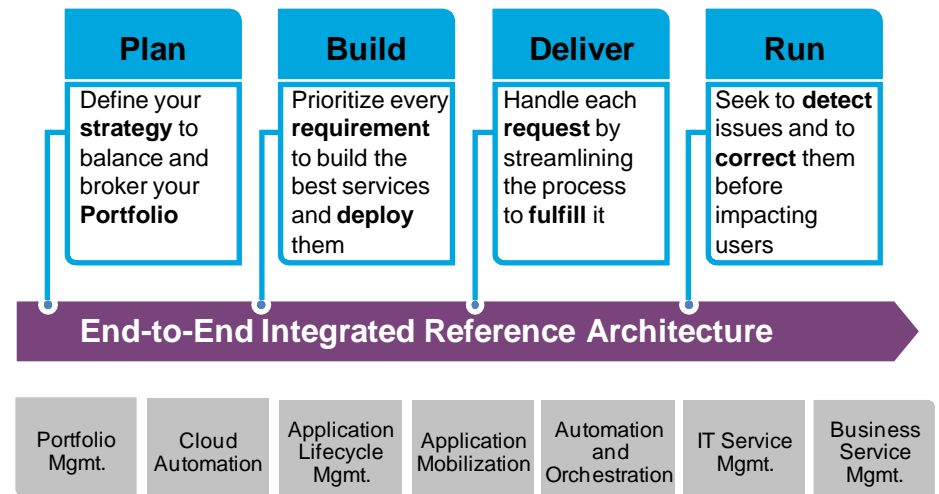 Plan
Define your
strategy to
balance and
broker your
Portfolio
Build
Prioritize every
requirement
to build the
best services
and deploy
them
Deliver
Handle each
request by
streamlining
the process
to fulfill it
Run
Seek to detect
issues and to
correct them
before
impacting
users
End-to-End Integrated Reference Architecture
Portfolio
Mgmt.
Cloud
Automation
Application
Lifecycle
Mgmt.
Application
Mobilization
Automation
and
Orchestration
IT Service
Mgmt.
Business
Service
Mgmt.